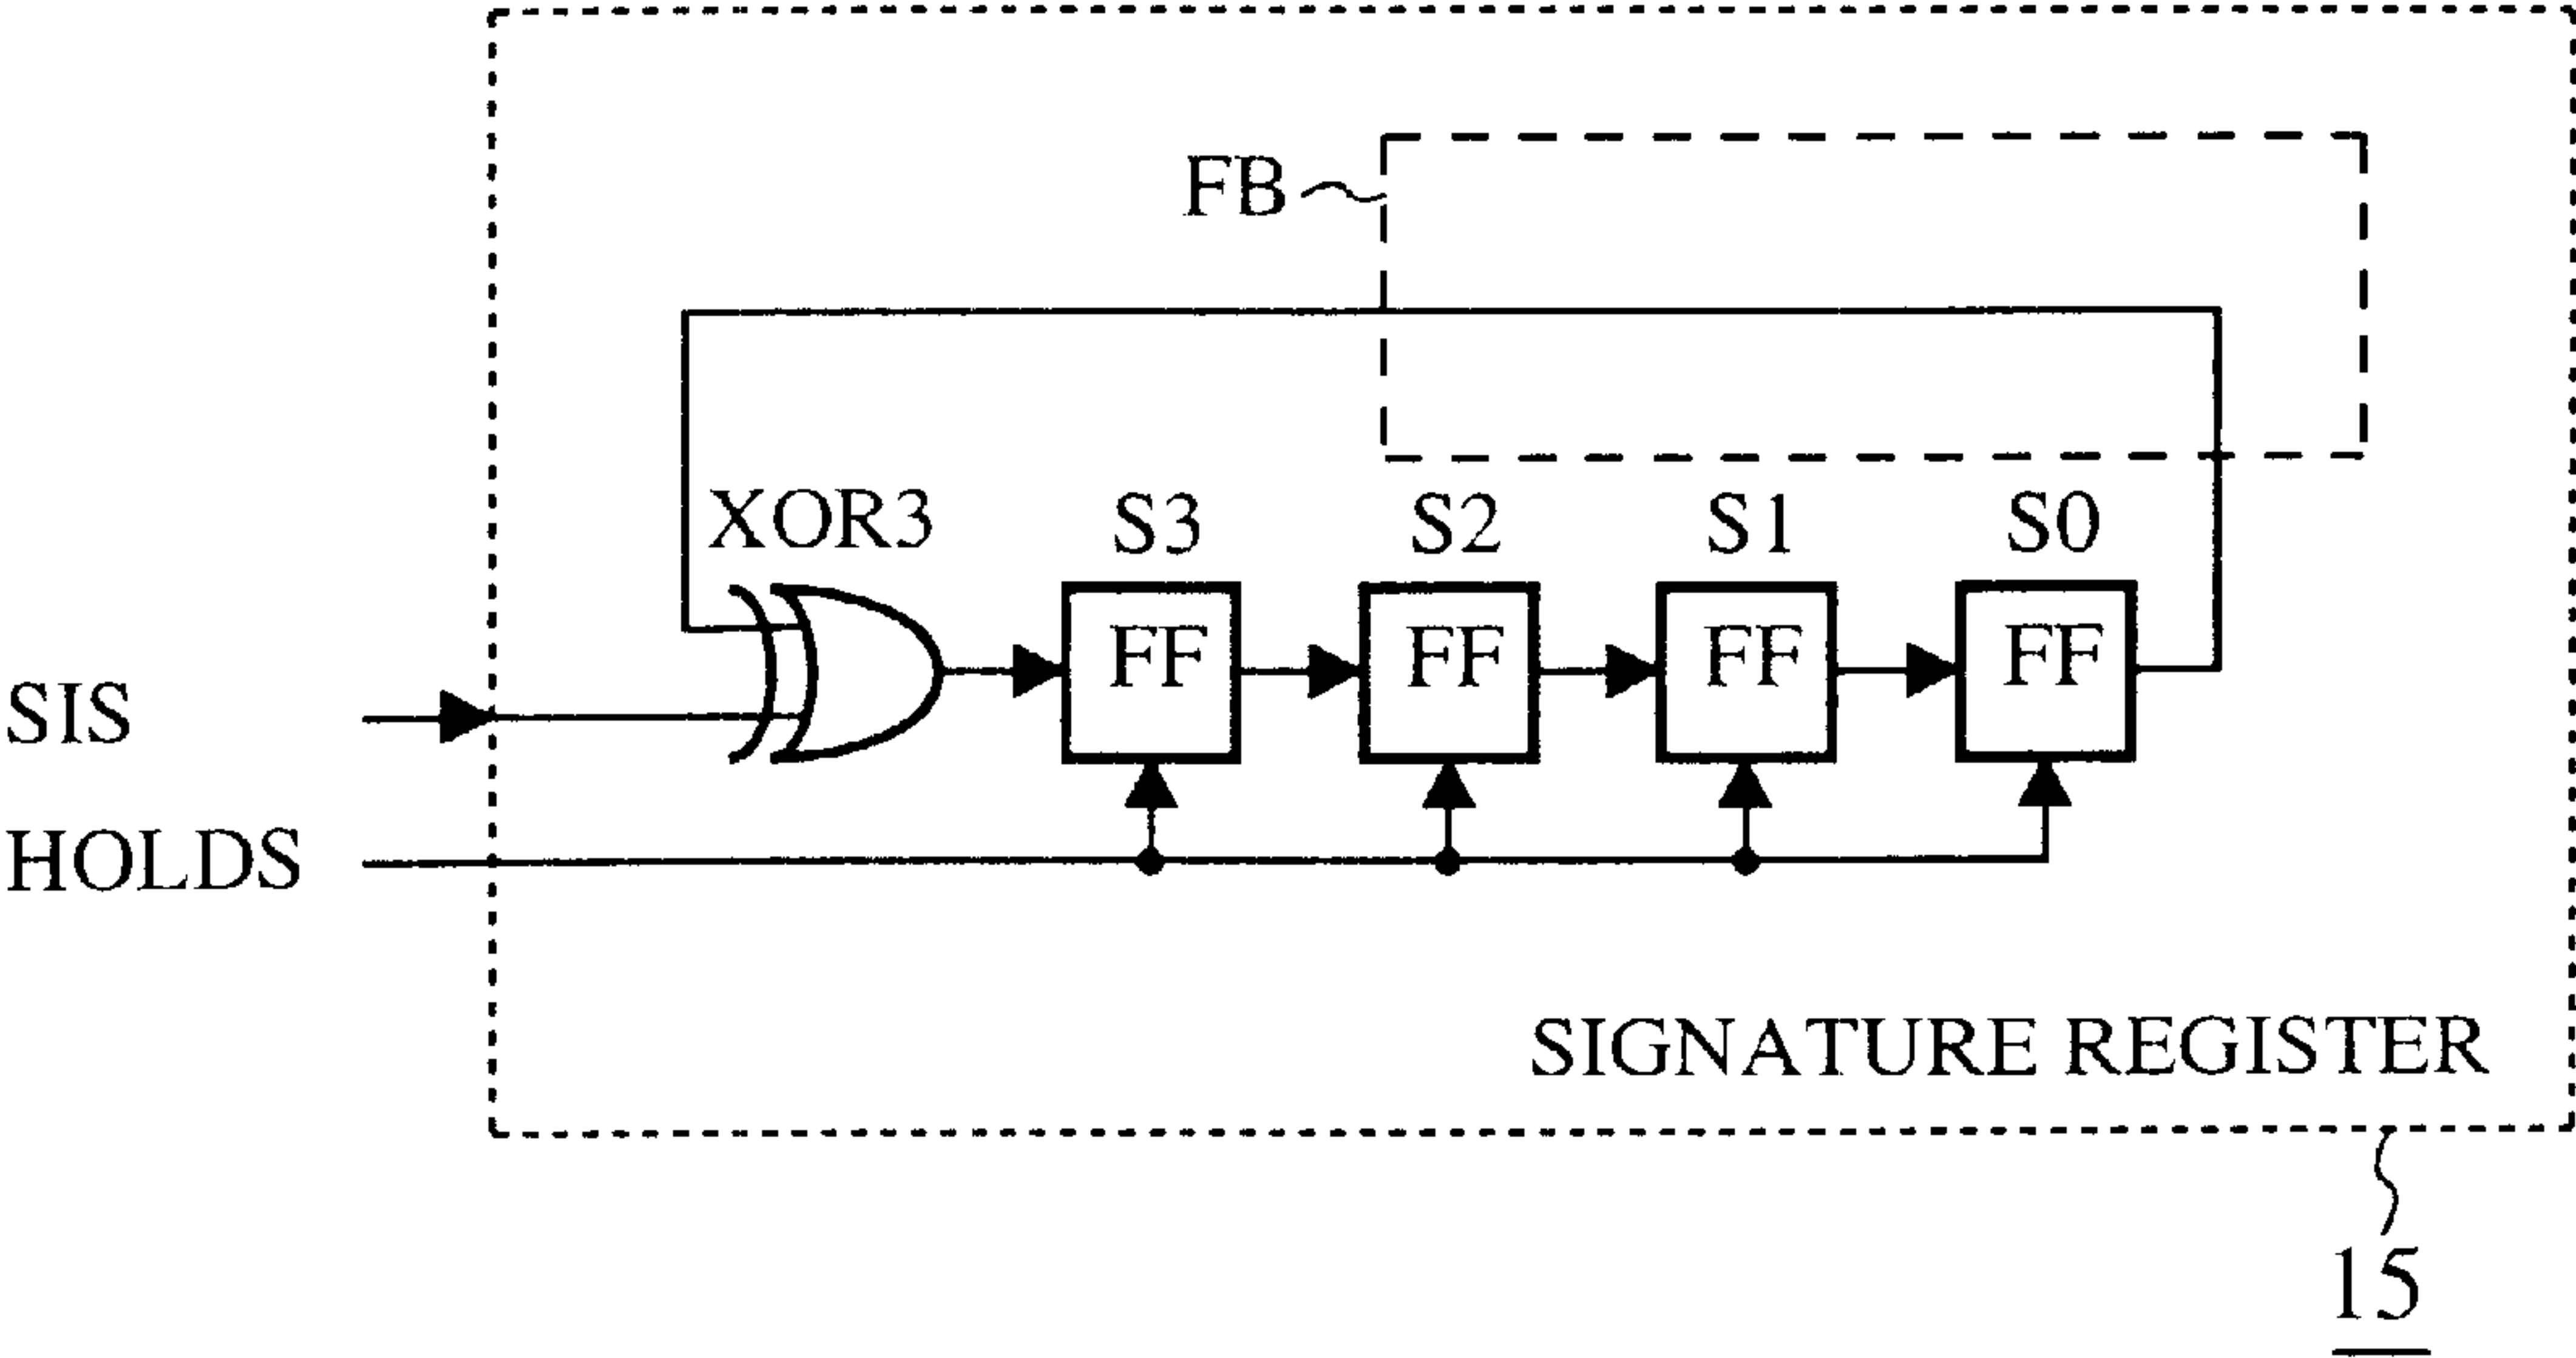 FB
XOR3
S3
S2
S1
S0
FF
FF
FF
FF
SIS
HOLDS
SIGNATURE REGISTER
15